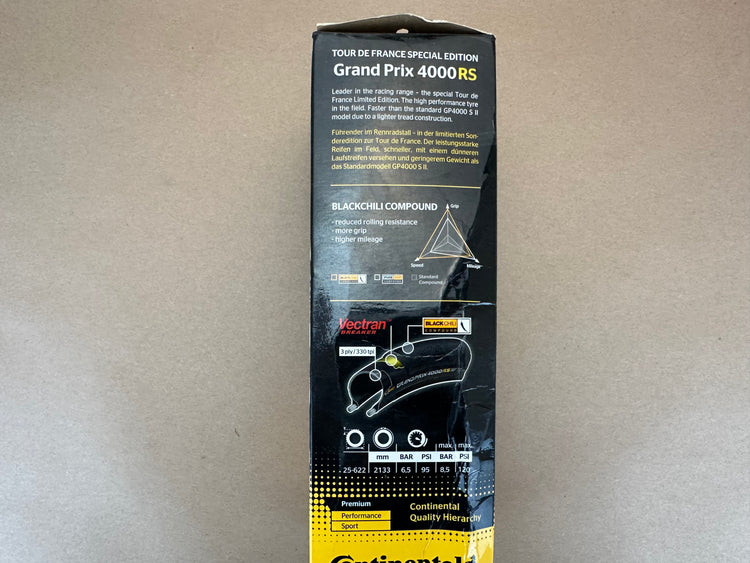 TOUR DE FRANCE SPECIAL EDITION
Grand Prix 4000RS
Leader in the racing range - the special Tour de
France Limited Edition. The high performance tyre
in the field. Faster than the standard GP4000 S II
model due to a lighter tread construction.
Führender im Rennradstall - in der limitierten Son-
deredition zur Tour de France. Der leistungsstarke
Reifen im Feld, schneller, mit einem dünneren
Laufstreifen versehen und geringerem Gewicht als
das Standardmodell GP4000 S II.
BLACKCHILI COMPOUND
- reduced rolling resistance
- more grip
- higher mileage
Grip
Speed
Mileage
Standard
Compound
Vectran
BREAKER
BLACKCHILI
COMPOUND
3 ply/330 tpi
GRAND PRIX 4000RS
max. max.
mm BAR PSI BAR PSI
25-622 2133 6,5 95 8,5 120
Premium
Performance
Sport
Continental
Quality Hierarchy
Continental